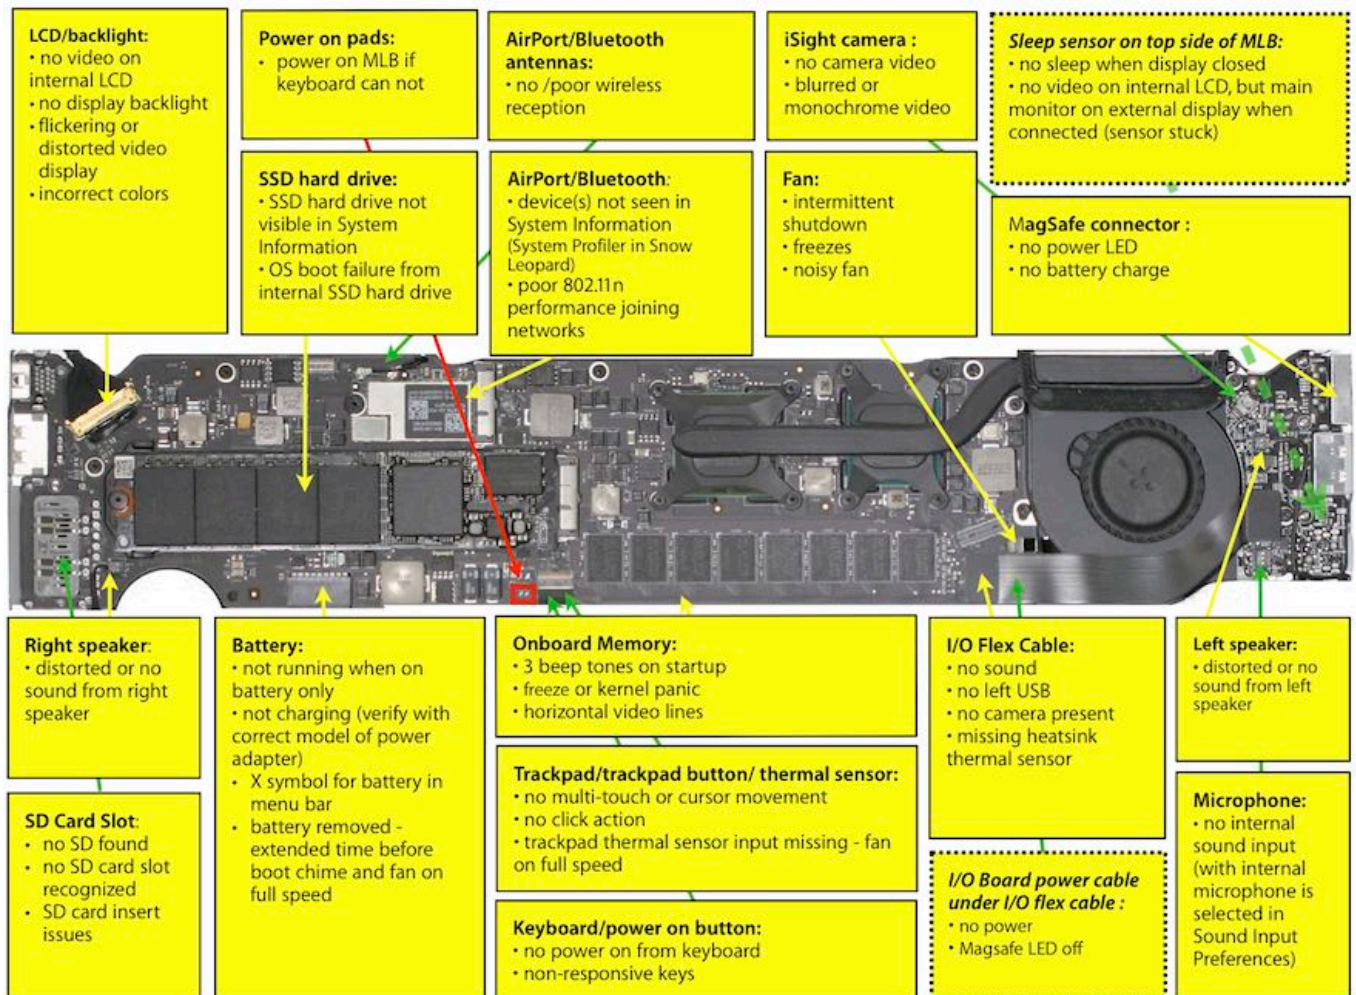 LCD/backlight:
• no video on
internal LCD
• no display backlight
• flickering or
distorted video
display
• incorrect colors
Power on pads:
• power on MLB if
keyboard can not
AirPort/Bluetooth
antennas:
• no /poor wireless
reception
iSight camera :
• no camera video
• blurred or
monochrome video
Sleep sensor on top side of MLB:
• no sleep when display closed
• no video on internal LCD, but main
monitor on external display when
connected (sensor stuck)
SSD hard drive:
• SSD hard drive not
visible in System
Information
• OS boot failure from
internal SSD hard drive
AirPort/Bluetooth:
• device(s) not seen in
System Information
(System Profiler in Snow
Leopard)
• poor 802.11n
performance joining
networks
Fan:
• intermittent
shutdown
• freezes
• noisy fan
MagSafe connector :
• no power LED
• no battery charge
Right speaker:
• distorted or no
sound from right
speaker
SD Card Slot:
• no SD found
• no SD card slot
recognized
• SD card insert
issues
Battery:
• not running when on
battery only
• not charging (verify with
correct model of power
adapter)
• X symbol for battery in
menu bar
• battery removed -
extended time before
boot chime and fan on
full speed
Onboard Memory:
• 3 beep tones on startup
• freeze or kernel panic
• horizontal video lines
Trackpad/trackpad button/ thermal sensor:
• no multi-touch or cursor movement
• no click action
• trackpad thermal sensor input missing - fan
on full speed
Keyboard/power on button:
• no power on from keyboard
• non-responsive keys
I/O Flex Cable:
• no sound
• no left USB
• no camera present
• missing heatsink
thermal sensor
I/O Board power cable
under I/O flex cable :
• no power
• Magsafe LED off
Left speaker:
• distorted or no
sound from left
speaker
Microphone:
• no internal
sound input
(with internal
microphone is
selected in
Sound Input
Preferences)